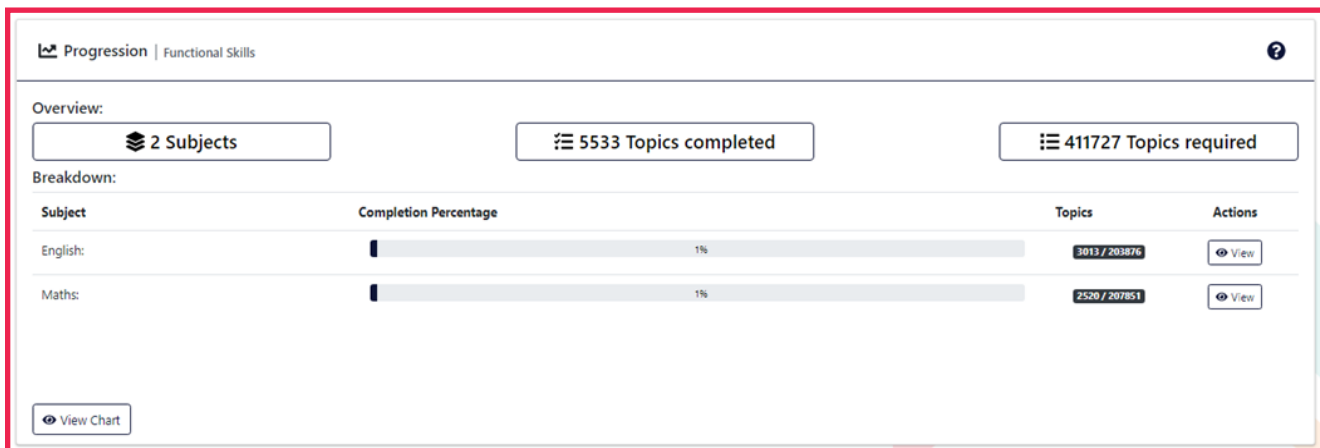 Progression | Functional Skills
Overview:
2 Subjects 5533 Topics completed 411727 Topics required
Breakdown:
Subject Completion Percentage Topics Actions
English: 1% 3013 / 203876 View
Maths: 1% 2520 / 207851 View
View Chart